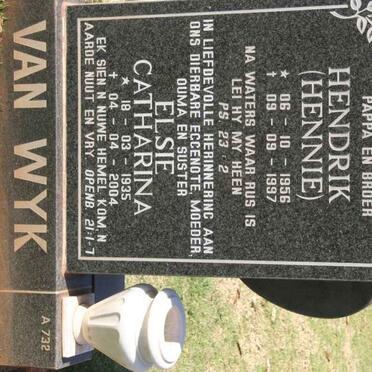 PAPPA EN BROER
HENDRIK
(HENNIE)
★ 06 - 10 - 1956
† 09 - 09 - 1997
NA WATERS WAAR RUS IS
LEI HY MY HEEN
PS. 23 : 2
IN LIEFDEVOLLE HERINNERING AAN
ONS DIERBARE EGGENOTE, MOEDER,
OUMA EN SUSTER
ELSIE
CATHARINA
★ 18 - 01 - 1935
† 04 - 04 - 2004
EK SIEN 'N NUWE HEMEL KOM, 'N
AARDE NUUT EN VRY. OPENB. 21:1-7
VAN WYK
A 732